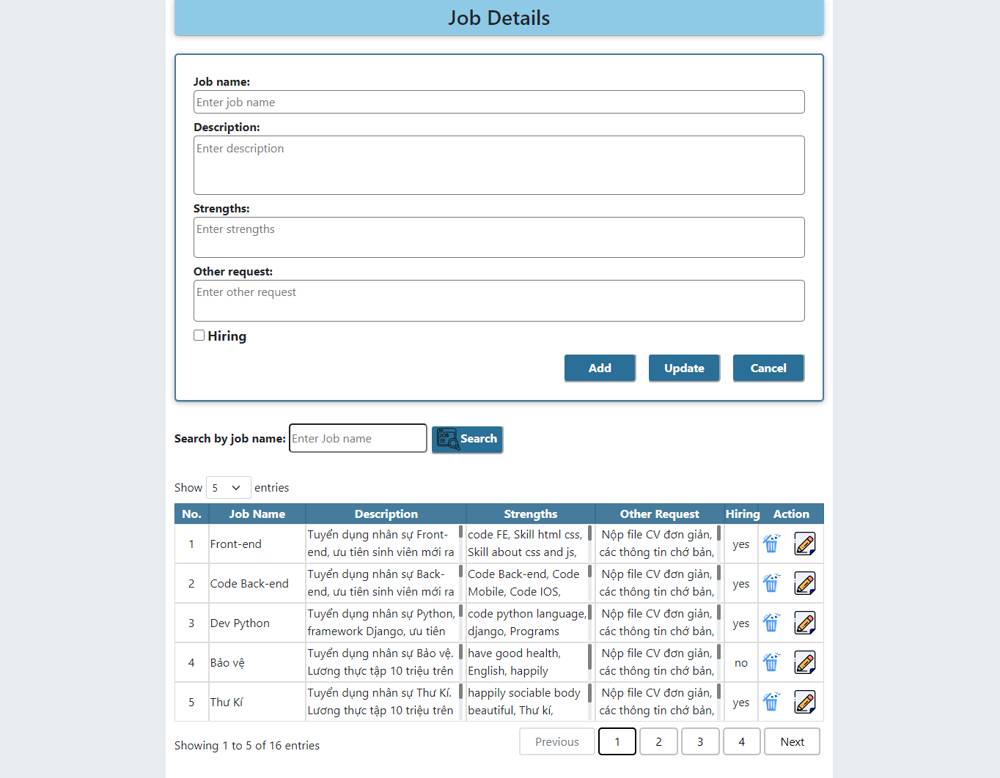 Job Details
Job name:
Enter job name
Description:
Enter description
Strengths:
Enter strengths
Other request:
Enter other request
Hiring
Add Update Cancel
Search by job name: Enter Job name JOB Search
Show 5 entries
No. Job Name Description Strengths Other Request Hiring Action
1 Front-end Tuyển dụng nhân sự Front-end, ưu tiên sinh viên mới ra code FE, Skill html css, Skill about css and js, Nộp file CV đơn giản, các thông tin chớ bản, yes
2 Code Back-end Tuyển dụng nhân sự Back-end, ưu tiên sinh viên mới ra Code Back-end, Code Mobile, Code IOS, Nộp file CV đơn giản, các thông tin chớ bản, yes
3 Dev Python Tuyển dụng nhân sự Python, framework Django, ưu tiên code python language, django, Programs Nộp file CV đơn giản, các thông tin chớ bản, yes
4 Bảo vệ Tuyển dụng nhân sự Bảo vệ. Lương thực tập 10 triệu trên have good health, English, happily Nộp file CV đơn giản, các thông tin chớ bản, no
5 Thư Kí Tuyển dụng nhân sự Thư Kí. Lương thực tập 10 triệu trên happily sociable body beautiful, Thư kí, Nộp file CV đơn giản, các thông tin chớ bản, yes
Showing 1 to 5 of 16 entries Previous 1 2 3 4 Next